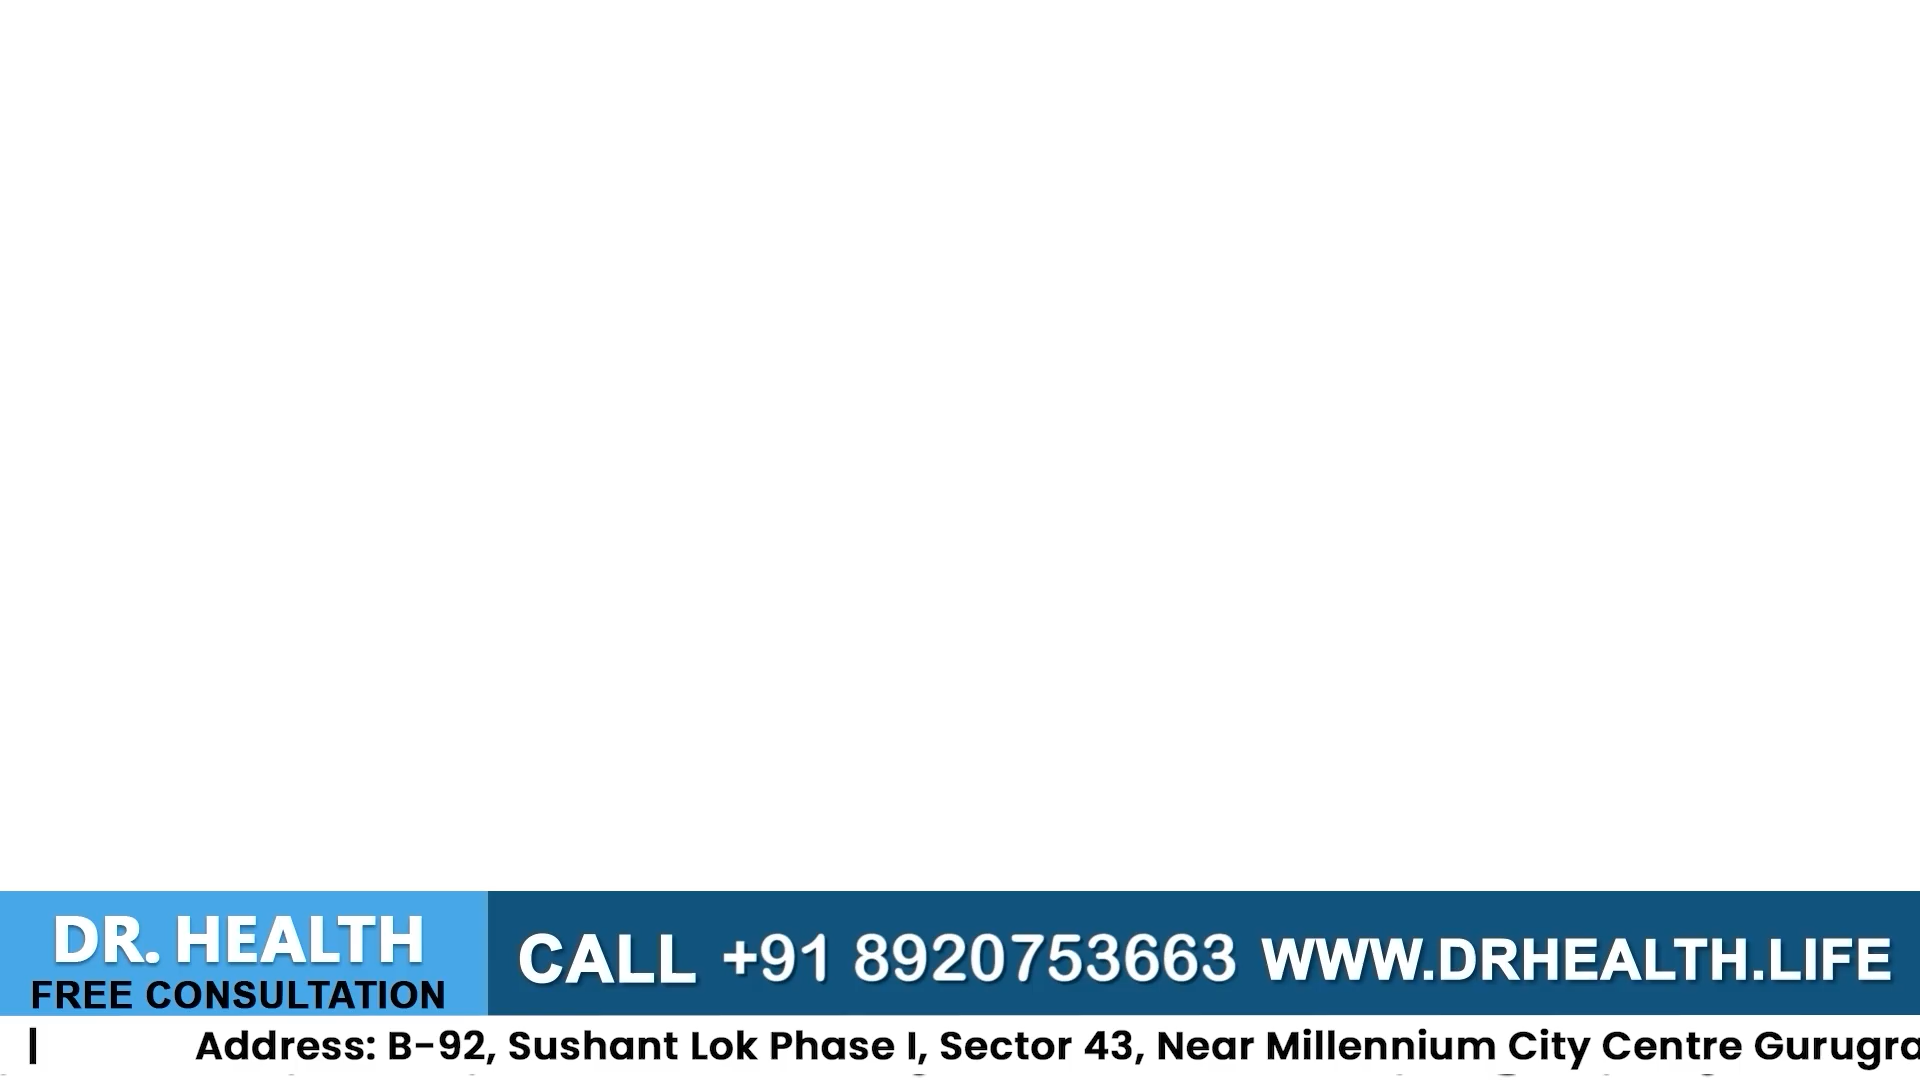 DR. HEALTH
FREE CONSULTATION
CALL +91 8920753663 WWW.DRHEALTH.LIFE
| Address: B-92, Sushant Lok Phase I, Sector 43, Near Millennium City Centre Gurugra